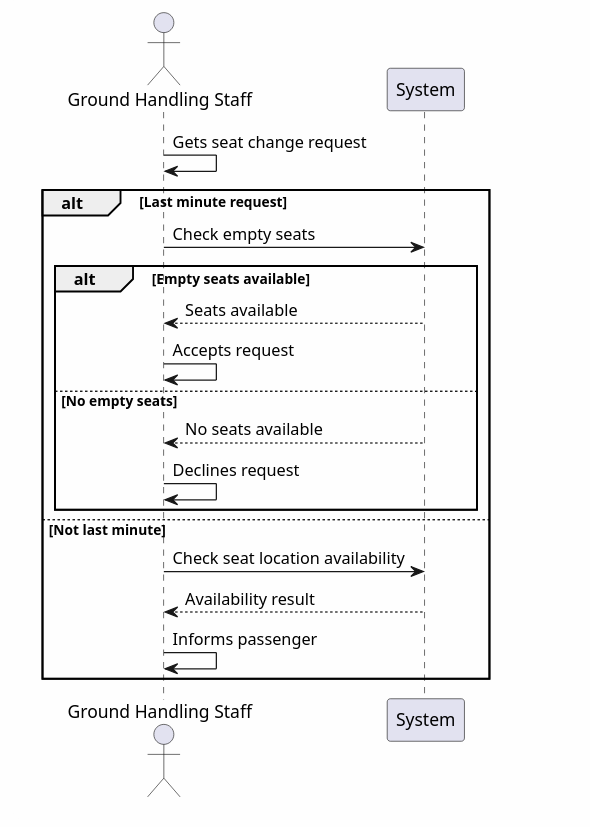 Ground Handling Staff
System
Gets seat change request
alt
[Last minute request]
Check empty seats
alt
[Empty seats available]
Seats available
Accepts request
[No empty seats]
No seats available
Declines request
[Not last minute]
Check seat location availability
Availability result
Informs passenger
Ground Handling Staff
System